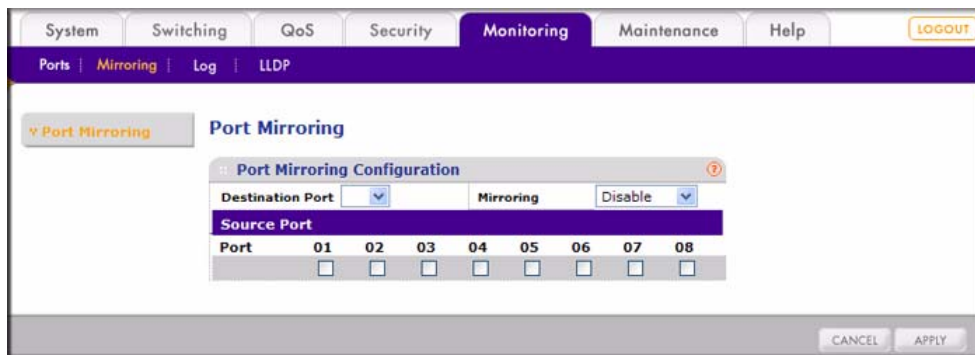 System Switching QoS Security Monitoring Maintenance Help LOGOUT
Ports Mirroring Log LLDP
Port Mirroring
Port Mirroring
Port Mirroring Configuration ?
Destination Port Mirroring Disable
Source Port
Port 01 02 03 04 05 06 07 08
CANCEL APPLY